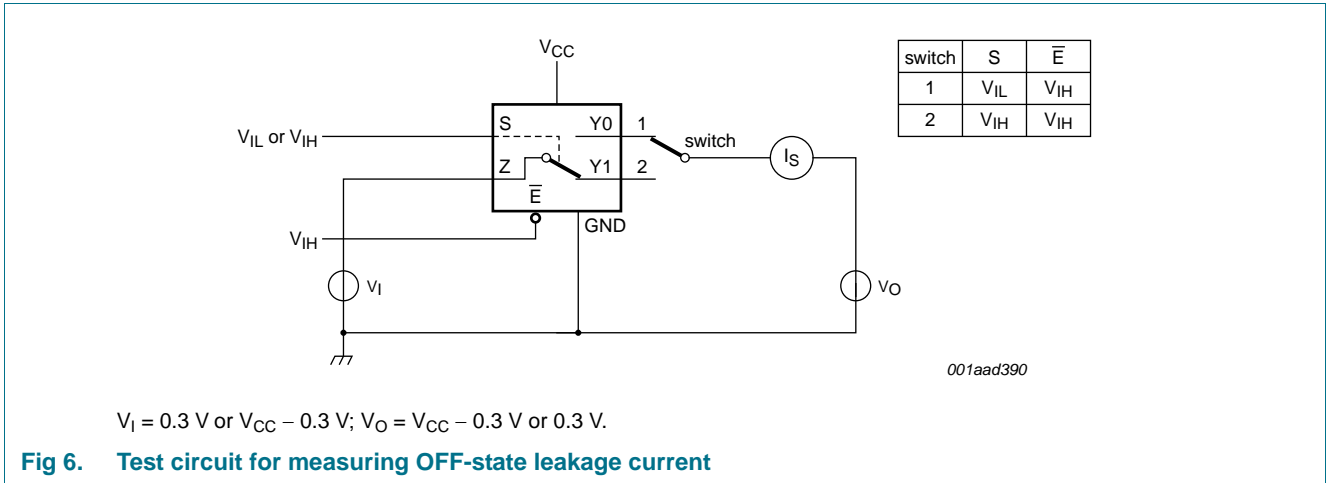 VCC
switch S E̅
1 VIL VIH
2 VIH VIH
VIL or VIH
S Y0 1
switch
Z Y1 2
IS
E̅
GND
VIH
VI
VO
001aad390
VI = 0.3 V or VCC − 0.3 V; VO = VCC − 0.3 V or 0.3 V.
Fig 6. Test circuit for measuring OFF-state leakage current